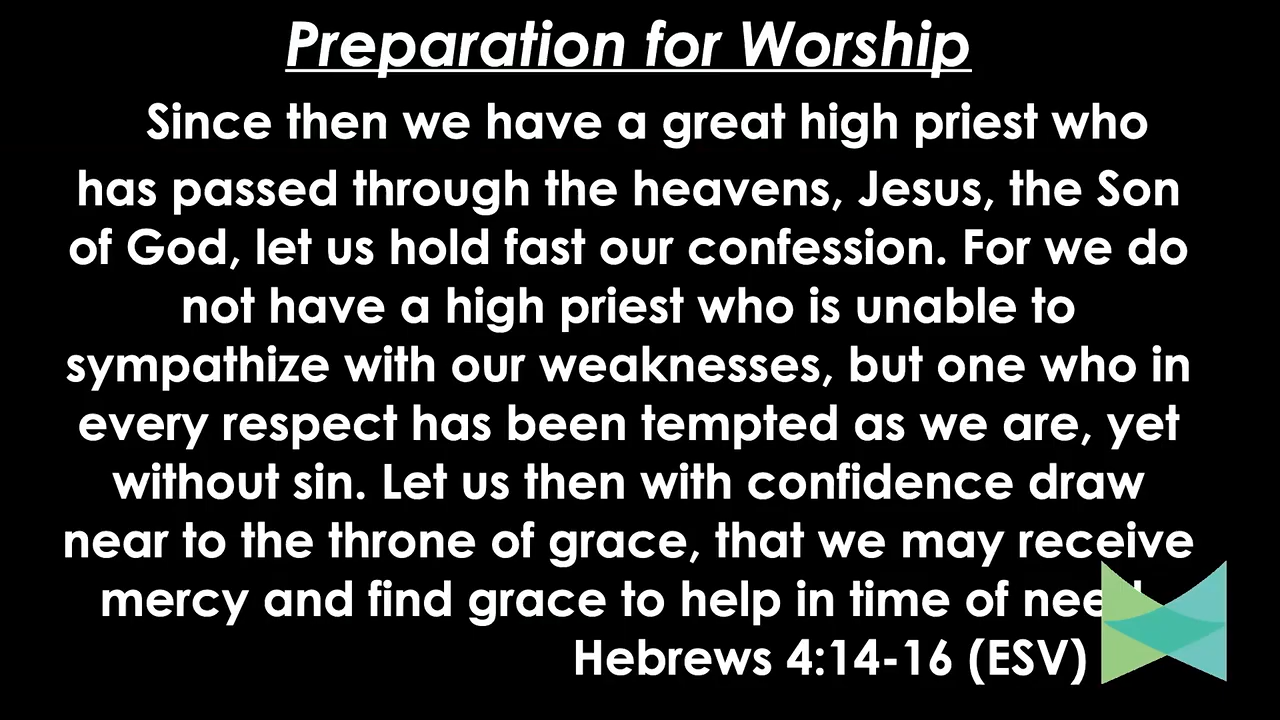 Preparation for Worship
Since then we have a great high priest who
has passed through the heavens, Jesus, the Son
of God, let us hold fast our confession. For we do
not have a high priest who is unable to
sympathize with our weaknesses, but one who in
every respect has been tempted as we are, yet
without sin. Let us then with confidence draw
near to the throne of grace, that we may receive
mercy and find grace to help in time of need
Hebrews 4:14-16 (ESV)